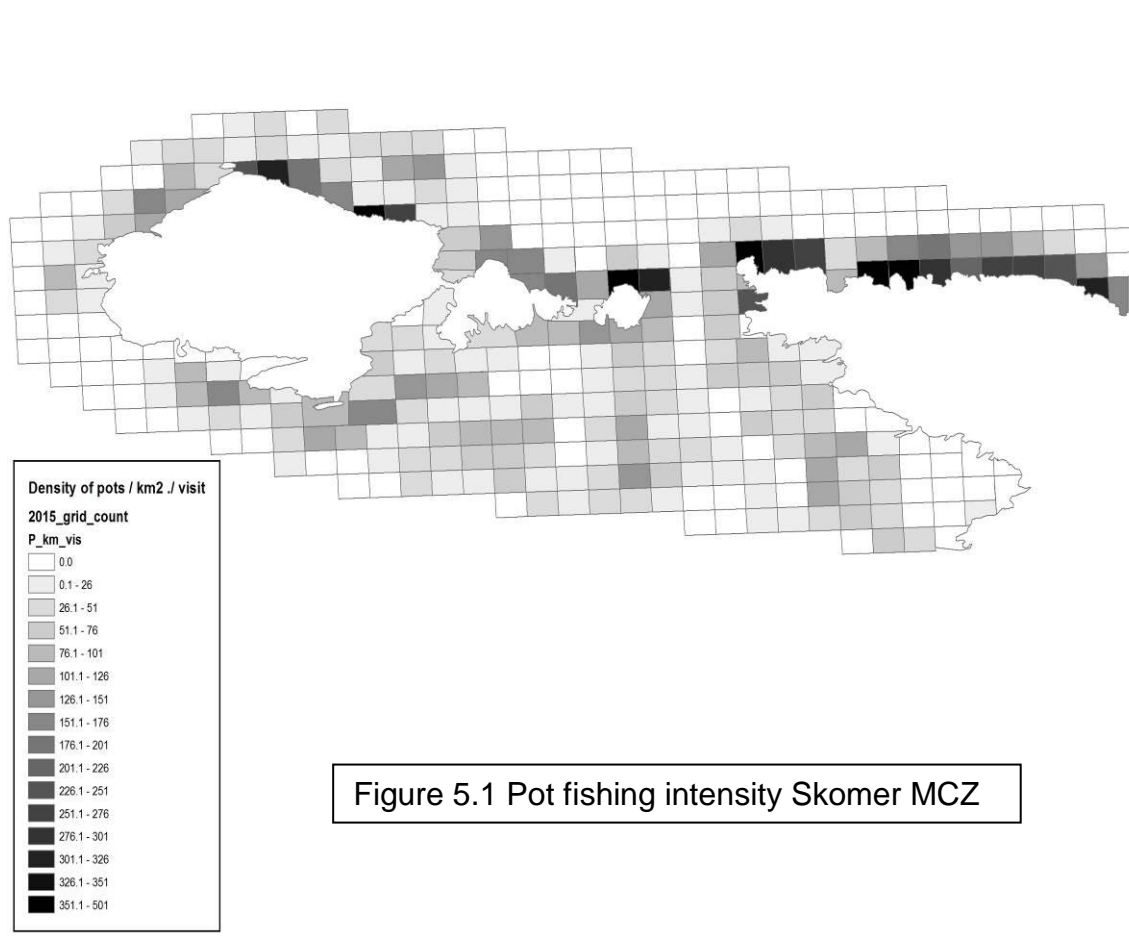 Density of pots / km2 ./ visit
2015_grid_count
P_km_vis
0.0
0.1 - 26
26.1 - 51
51.1 - 76
76.1 - 101
101.1 - 126
126.1 - 151
151.1 - 176
176.1 - 201
201.1 - 226
226.1 - 251
251.1 - 276
276.1 - 301
301.1 - 326
326.1 - 351
351.1 - 501
Figure 5.1 Pot fishing intensity Skomer MCZ